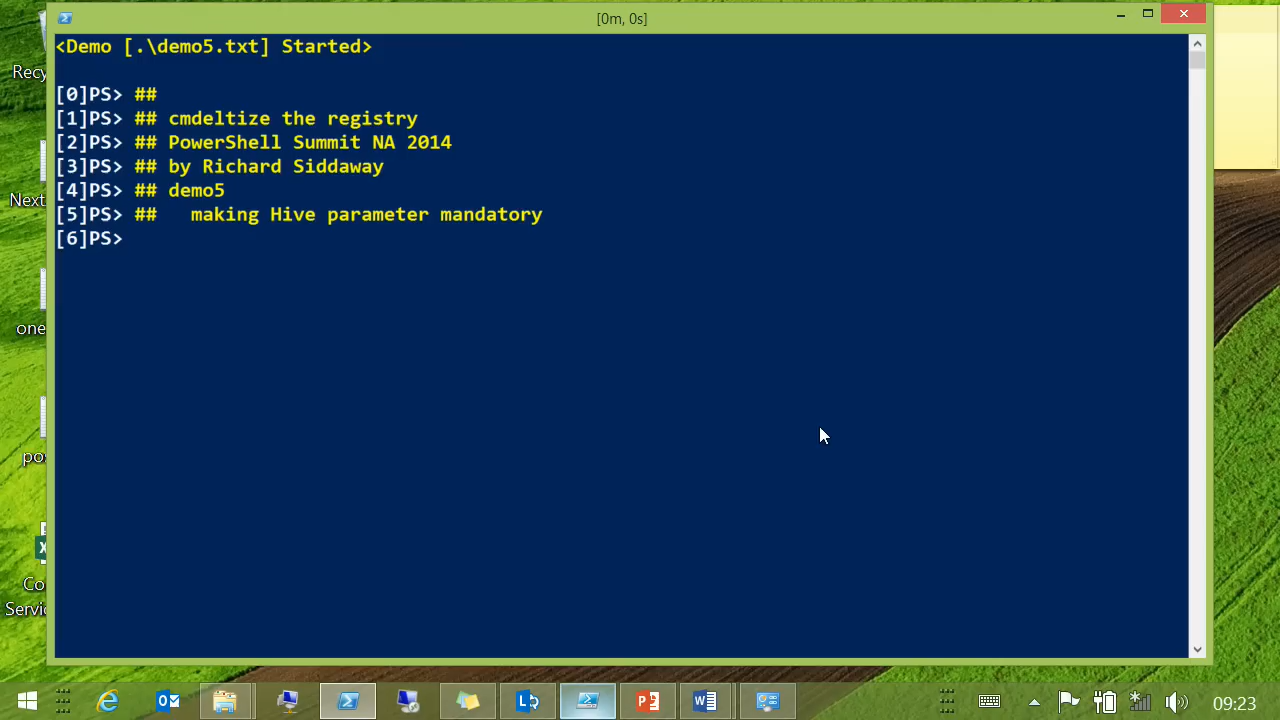 [0m, 0s]
<Demo [.\demo5.txt] Started>
[0]PS> ##
[1]PS> ## cmdeltize the registry
[2]PS> ## PowerShell Summit NA 2014
[3]PS> ## by Richard Siddaway
[4]PS> ## demo5
[5]PS> ##   making Hive parameter mandatory
[6]PS>
Recy
Next
one
pos
Co
Servic
09:23